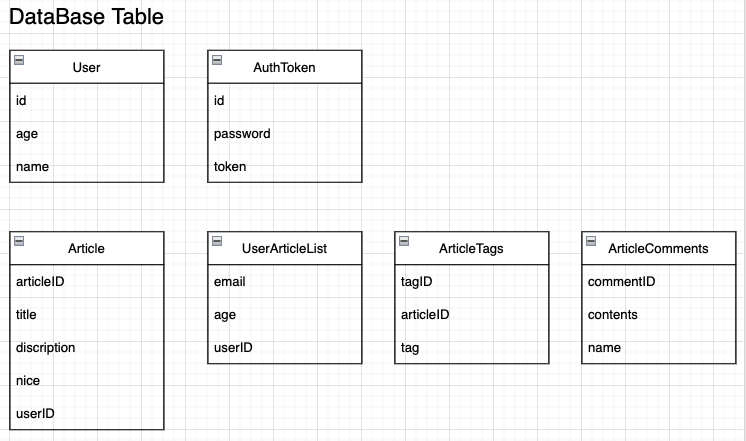 DataBase Table
User
id
age
name
AuthToken
id
password
token
Article
articleID
title
discription
nice
userID
UserArticleList
email
age
userID
ArticleTags
tagID
articleID
tag
ArticleComments
commentID
contents
name